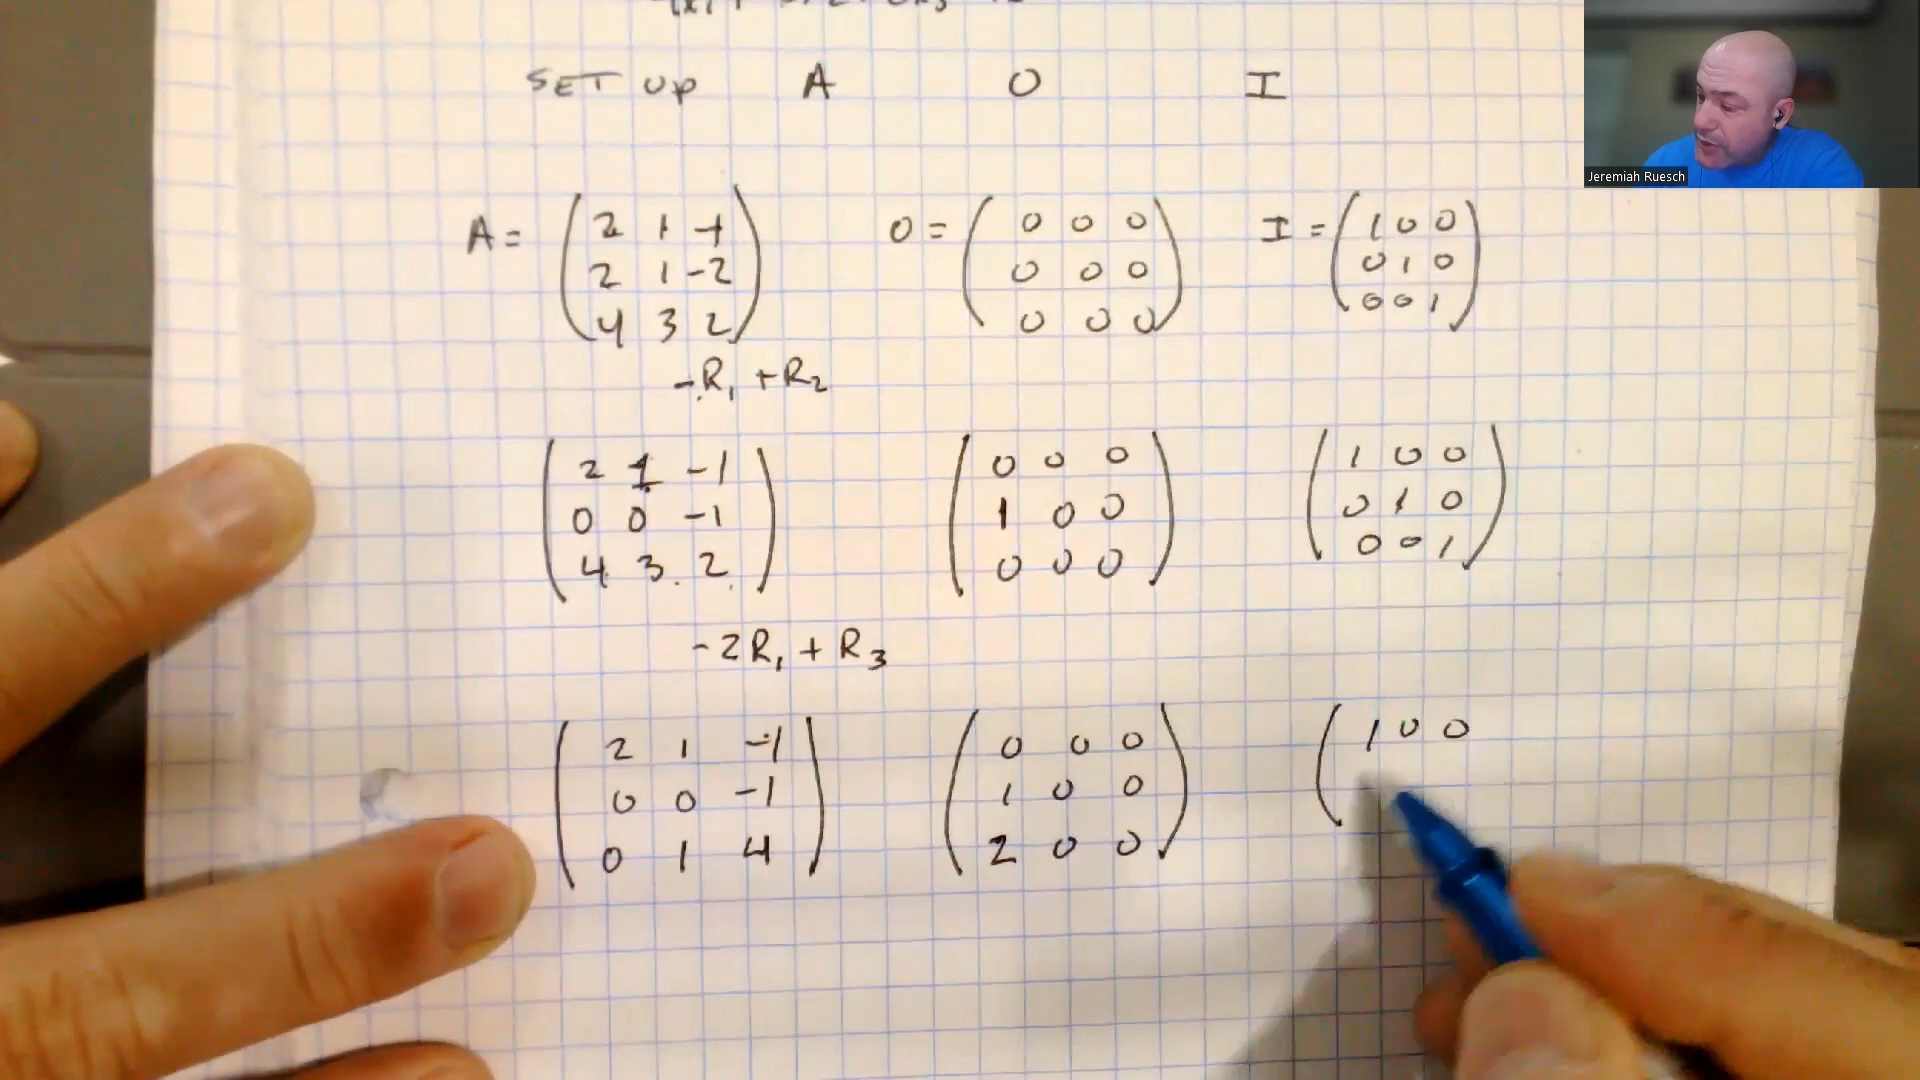 SET UP A O I
Jeremiah Ruesch
A = ( 2 1 -1 O = ( 0 0 0 I = ( 1 0 0
2 1 -2 0 0 0 0 1 0
4 3 2 ) 0 0 0 ) 0 0 1 )
-R₁ + R₂
( 2 1 -1 ( 0 0 0 ( 1 0 0
0 0 -1 1 0 0 0 1 0
4 3 2 ) 0 0 0 ) 0 0 1 )
-2R₁ + R₃
( 2 1 -1 ( 0 0 0 ( 1 0 0
0 0 -1 1 0 0
0 1 4 ) 2 0 0 )